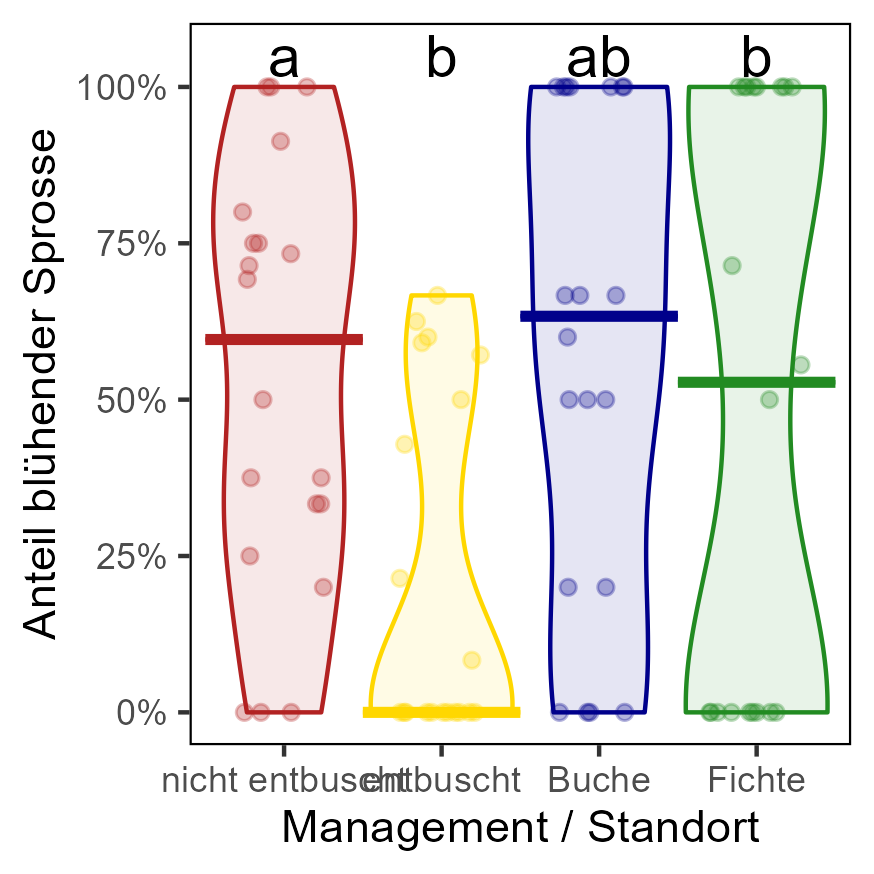 a b ab b
100%
75%
50%
25%
0%
Anteil blühender Sprosse
nicht entbuscht entbuscht Buche Fichte
Management / Standort